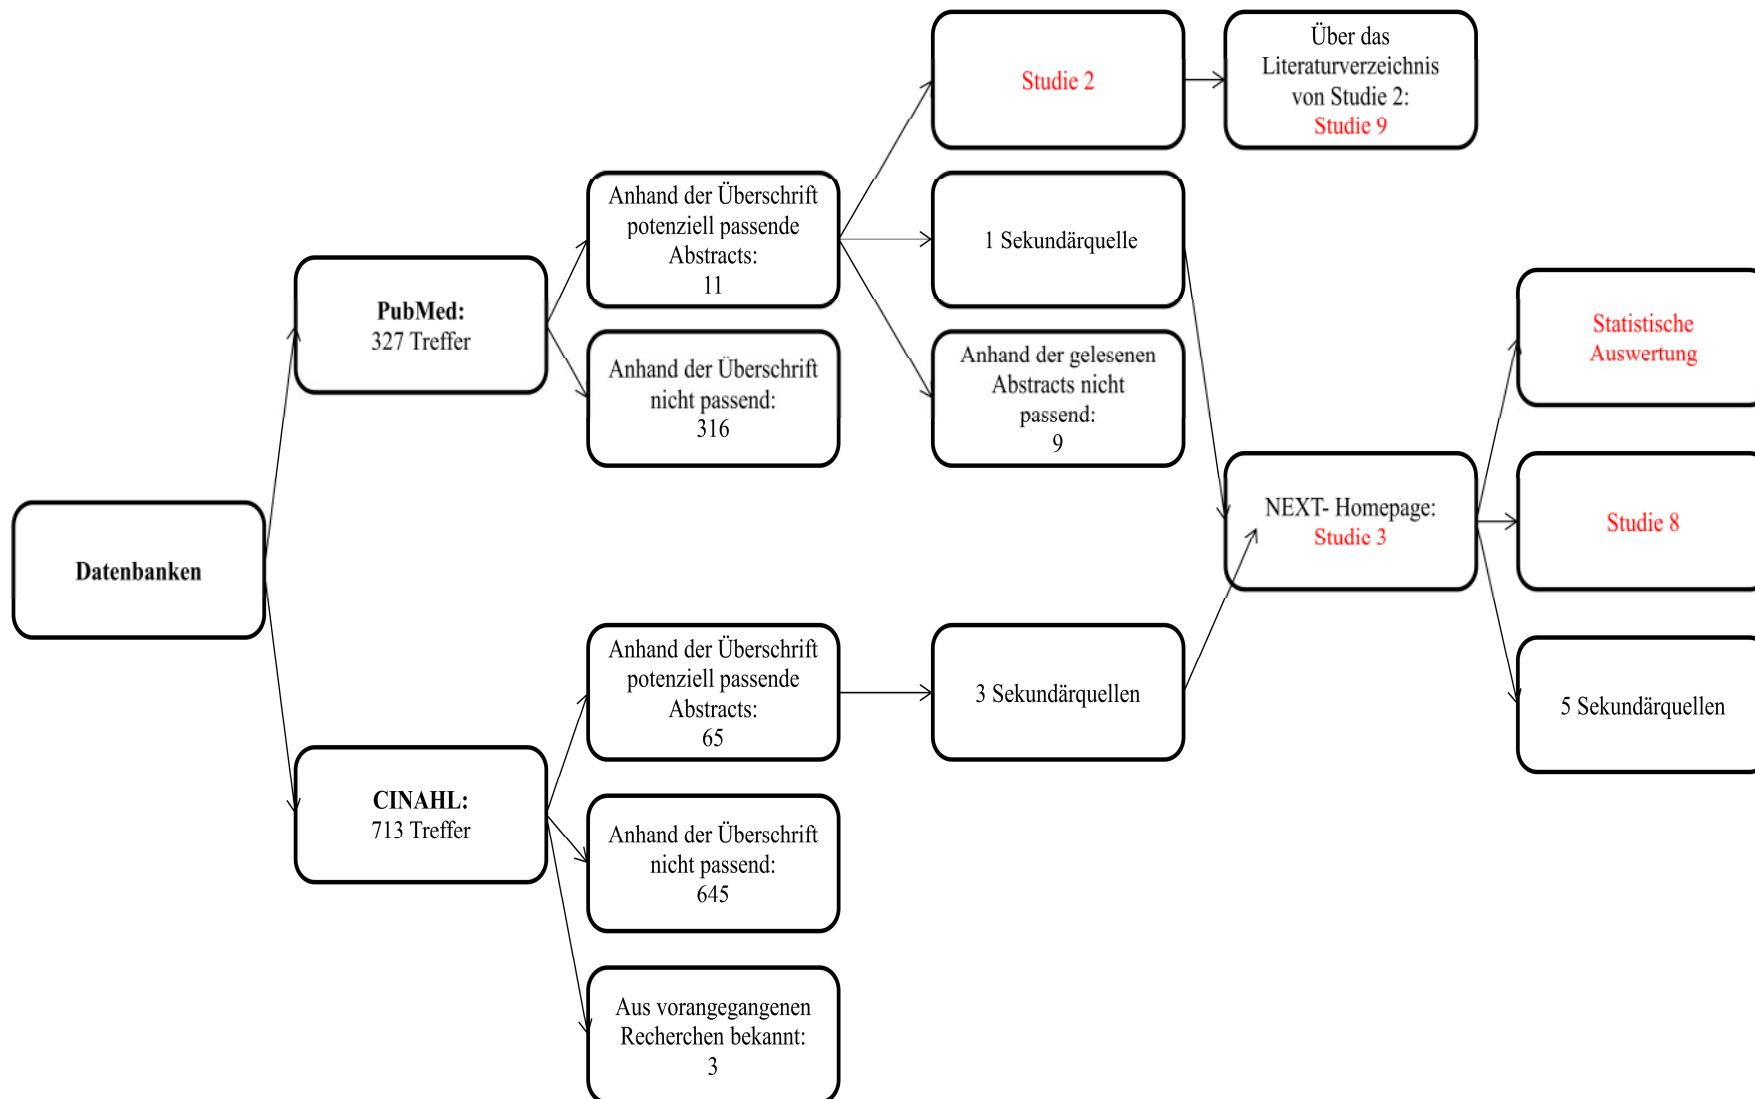 Datenbanken
PubMed:
327 Treffer
CINAHL:
713 Treffer
Anhand der Überschrift
potenziell passende
Abstracts:
11
Anhand der Überschrift
nicht passend:
316
Anhand der Überschrift
potenziell passende
Abstracts:
65
Anhand der Überschrift
nicht passend:
645
Aus vorangegangenen
Recherchen bekannt:
3
Studie 2
1 Sekundärquelle
Anhand der gelesenen
Abstracts nicht
passend:
9
3 Sekundärquellen
Über das
Literaturverzeichnis
von Studie 2:
Studie 9
NEXT- Homepage:
Studie 3
Statistische
Auswertung
Studie 8
5 Sekundärquellen